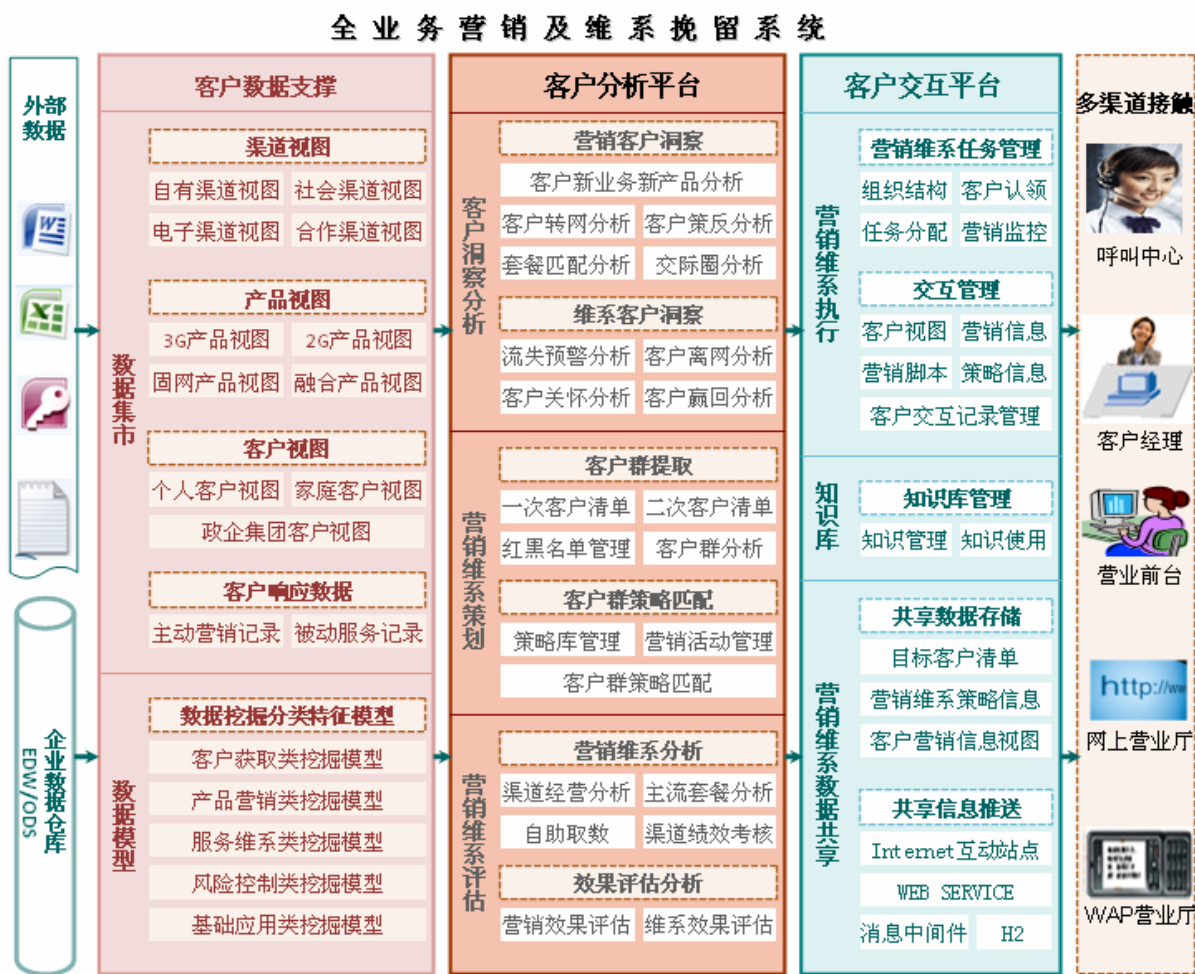 全业务营销及维系挽留系统
外部
数据
企业数据仓库
EDW/ODS
客户数据支撑
数据集市
渠道视图
自有渠道视图 社会渠道视图
电子渠道视图 合作渠道视图
产品视图
3G产品视图 2G产品视图
固网产品视图 融合产品视图
客户视图
个人客户视图 家庭客户视图
政企集团客户视图
客户响应数据
主动营销记录 被动服务记录
数据模型
数据挖掘分类特征模型
客户获取类挖掘模型
产品营销类挖掘模型
服务维系类挖掘模型
风险控制类挖掘模型
基础应用类挖掘模型
客户分析平台
客户洞察分析
营销客户洞察
客户新业务新产品分析
客户转网分析 客户策反分析
套餐匹配分析 交际圈分析
维系客户洞察
流失预警分析 客户离网分析
客户关怀分析 客户赢回分析
营销维系策划
客户群提取
一次客户清单 二次客户清单
红黑名单管理 客户群分析
客户群策略匹配
策略库管理 营销活动管理
客户群策略匹配
营销维系评估
营销维系分析
渠道经营分析 主流套餐分析
自助取数 渠道绩效考核
效果评估分析
营销效果评估 维系效果评估
客户交互平台
营销维系执行
营销维系任务管理
组织结构 客户认领
任务分配 营销监控
交互管理
客户视图 营销信息
营销脚本 策略信息
客户交互记录管理
知识库
知识库管理
知识管理 知识使用
营销维系数据共享
共享数据存储
目标客户清单
营销维系策略信息
客户营销信息视图
共享信息推送
Internet互动站点
WEB SERVICE
消息中间件 H2
多渠道接触
呼叫中心
客户经理
营业前台
http://ww
网上营业厅
WAP营业厅